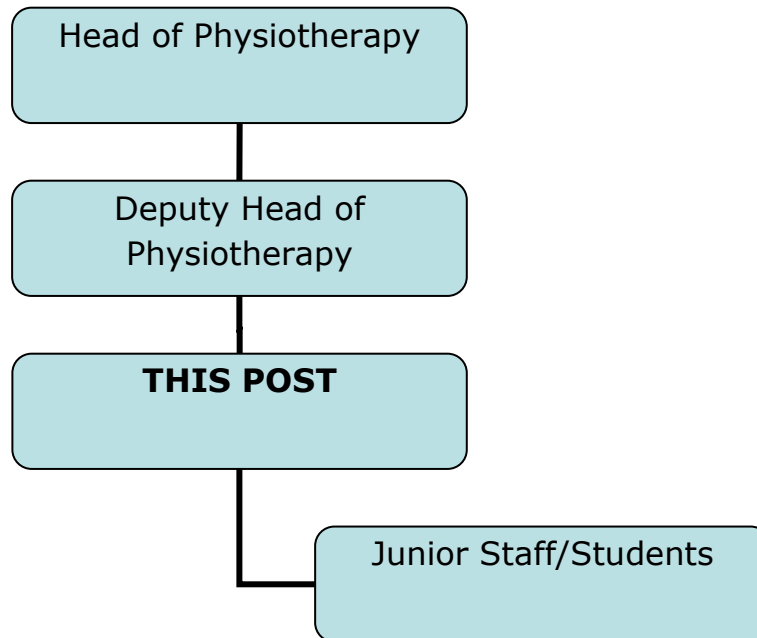 Head of Physiotherapy
Deputy Head of
Physiotherapy
THIS POST
Junior Staff/Students